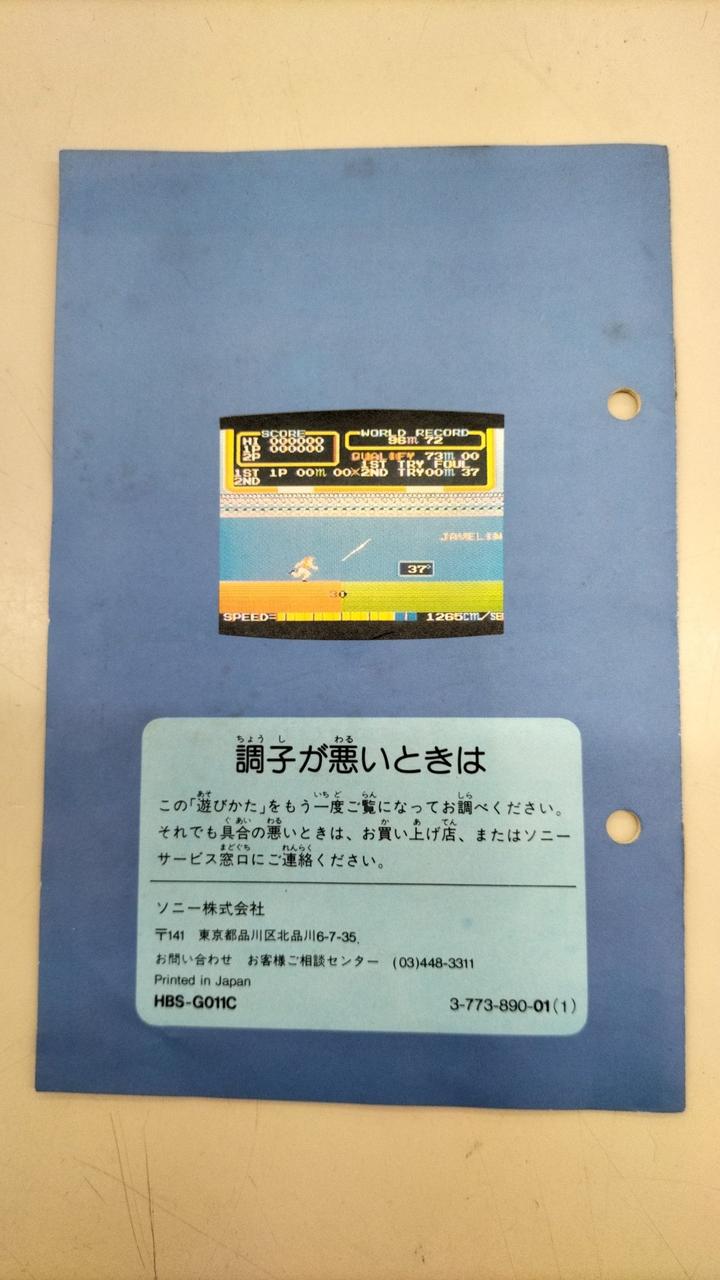 SCORE
HI 000000
1P 000000
2P
WORLD RECORD
98m 72
QUALIFY 73m 00
1ST TRY FOUL
1ST 1P 00m 00×2ND TRY00m 37
2ND
JAVELIN
37°
30
SPEED=
1265cm/SE
調子が悪いときは
この「遊びかた」をもう一度ご覧になってお調べください。
それでも具合の悪いときは、お買い上げ店、またはソニー
サービス窓口にご連絡ください。
ソニー株式会社
〒141 東京都品川区北品川6-7-35
お問い合わせ お客様ご相談センター (03)448-3311
Printed in Japan
HBS-G011C
3-773-890-01(1)